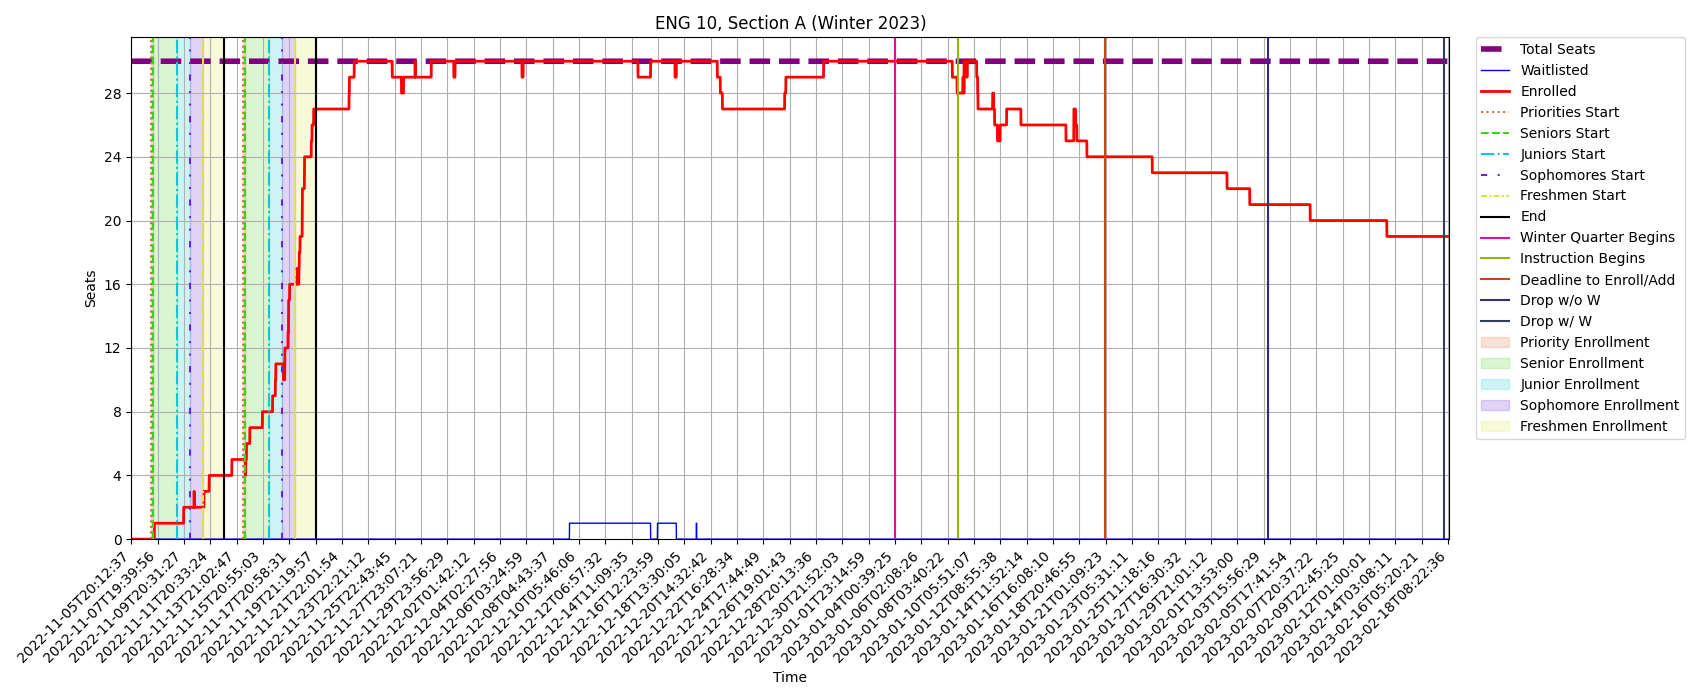 ENG 10, Section A (Winter 2023)
Seats
28
24
20
16
12
8
4
0
2022-11-05T20:12:37
2022-11-07T19:39:56
2022-11-09T20:31:27
2022-11-11T20:33:24
2022-11-13T21:02:47
2022-11-15T20:55:03
2022-11-17T20:58:31
2022-11-19T21:19:57
2022-11-21T22:01:54
2022-11-23T22:21:12
2022-11-25T22:43:45
2022-11-27T23:07:21
2022-11-29T23:56:29
2022-12-02T01:42:12
2022-12-04T02:27:56
2022-12-06T03:24:59
2022-12-08T04:43:37
2022-12-10T05:46:06
2022-12-12T06:57:32
2022-12-14T11:09:35
2022-12-16T12:23:59
2022-12-18T13:30:05
2022-12-20T14:32:42
2022-12-22T16:28:34
2022-12-24T17:44:49
2022-12-26T19:01:43
2022-12-28T20:13:36
2022-12-30T21:52:03
2023-01-01T23:14:59
2023-01-04T00:39:25
2023-01-06T02:08:26
2023-01-08T03:40:22
2023-01-10T05:51:07
2023-01-12T08:55:38
2023-01-14T11:52:14
2023-01-16T16:08:10
2023-01-18T20:46:55
2023-01-21T01:09:23
2023-01-23T05:31:11
2023-01-25T11:18:16
2023-01-27T16:30:32
2023-01-29T21:01:12
2023-02-01T13:53:00
2023-02-03T15:56:29
2023-02-05T17:41:54
2023-02-07T20:37:22
2023-02-09T22:45:25
2023-02-12T01:00:01
2023-02-14T03:08:11
2023-02-16T05:20:21
2023-02-18T08:22:36
Time
Total Seats
Waitlisted
Enrolled
Priorities Start
Seniors Start
Juniors Start
Sophomores Start
Freshmen Start
End
Winter Quarter Begins
Instruction Begins
Deadline to Enroll/Add
Drop w/o W
Drop w/ W
Priority Enrollment
Senior Enrollment
Junior Enrollment
Sophomore Enrollment
Freshmen Enrollment